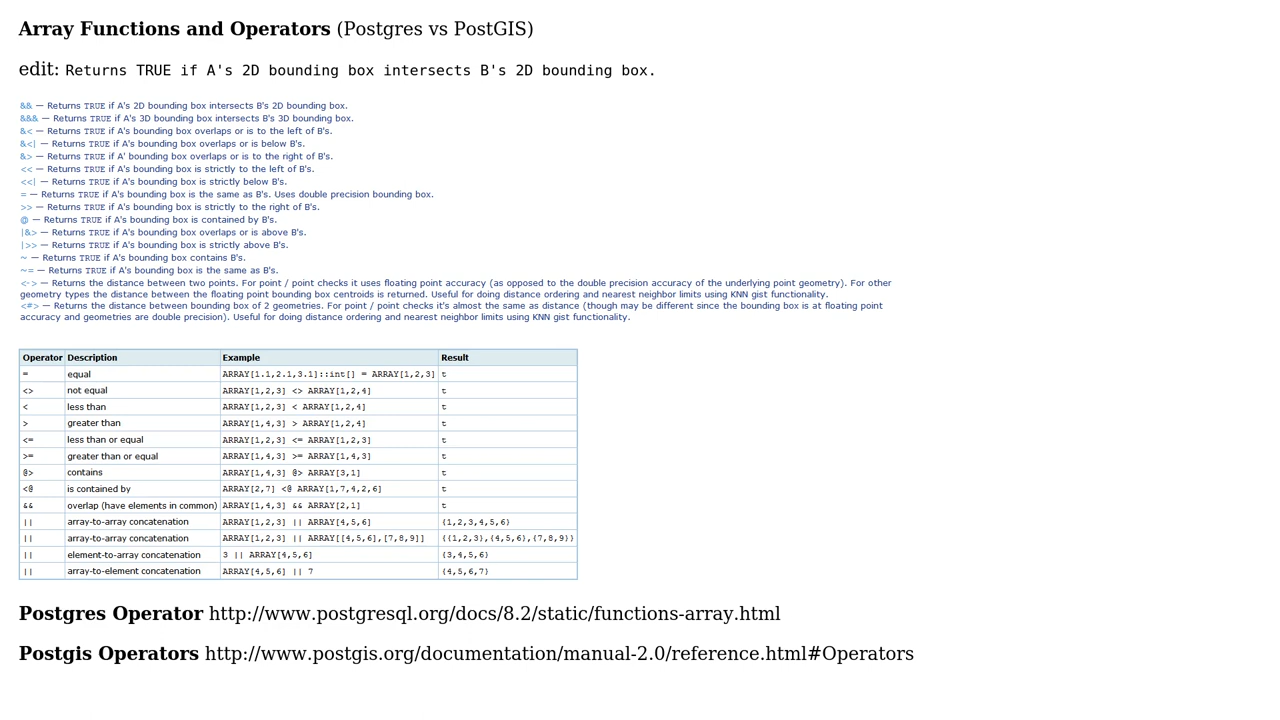 Array Functions and Operators (Postgres vs PostGIS)
edit: Returns TRUE if A's 2D bounding box intersects B's 2D bounding box.
&& — Returns TRUE if A's 2D bounding box intersects B's 2D bounding box.
&&& — Returns TRUE if A's 3D bounding box intersects B's 3D bounding box.
&< — Returns TRUE if A's bounding box overlaps or is to the left of B's.
&<| — Returns TRUE if A's bounding box overlaps or is below B's.
&> — Returns TRUE if A' bounding box overlaps or is to the right of B's.
<< — Returns TRUE if A's bounding box is strictly to the left of B's.
<<| — Returns TRUE if A's bounding box is strictly below B's.
= — Returns TRUE if A's bounding box is the same as B's. Uses double precision bounding box.
>> — Returns TRUE if A's bounding box is strictly to the right of B's.
@ — Returns TRUE if A's bounding box is contained by B's.
|&> — Returns TRUE if A's bounding box overlaps or is above B's.
|>> — Returns TRUE if A's bounding box is strictly above B's.
~ — Returns TRUE if A's bounding box contains B's.
~= — Returns TRUE if A's bounding box is the same as B's.
<-> — Returns the distance between two points. For point / point checks it uses floating point accuracy (as opposed to the double precision accuracy of the underlying point geometry). For other
geometry types the distance between the floating point bounding box centroids is returned. Useful for doing distance ordering and nearest neighbor limits using KNN gist functionality.
<#> — Returns the distance between bounding box of 2 geometries. For point / point checks it's almost the same as distance (though may be different since the bounding box is at floating point
accuracy and geometries are double precision). Useful for doing distance ordering and nearest neighbor limits using KNN gist functionality.
Operator Description Example Result
= equal ARRAY[1.1,2.1,3.1]::int[] = ARRAY[1,2,3] t
<> not equal ARRAY[1,2,3] <> ARRAY[1,2,4] t
< less than ARRAY[1,2,3] < ARRAY[1,2,4] t
> greater than ARRAY[1,4,3] > ARRAY[1,2,4] t
<= less than or equal ARRAY[1,2,3] <= ARRAY[1,2,3] t
>= greater than or equal ARRAY[1,4,3] >= ARRAY[1,4,3] t
@> contains ARRAY[1,4,3] @> ARRAY[3,1] t
<@ is contained by ARRAY[2,7] <@ ARRAY[1,7,4,2,6] t
&& overlap (have elements in common) ARRAY[1,4,3] && ARRAY[2,1] t
|| array-to-array concatenation ARRAY[1,2,3] || ARRAY[4,5,6] {1,2,3,4,5,6}
|| array-to-array concatenation ARRAY[1,2,3] || ARRAY[[4,5,6],[7,8,9]] {{1,2,3},{4,5,6},{7,8,9}}
|| element-to-array concatenation 3 || ARRAY[4,5,6] {3,4,5,6}
|| array-to-element concatenation ARRAY[4,5,6] || 7 {4,5,6,7}
Postgres Operator http://www.postgresql.org/docs/8.2/static/functions-array.html
Postgis Operators http://www.postgis.org/documentation/manual-2.0/reference.html#Operators